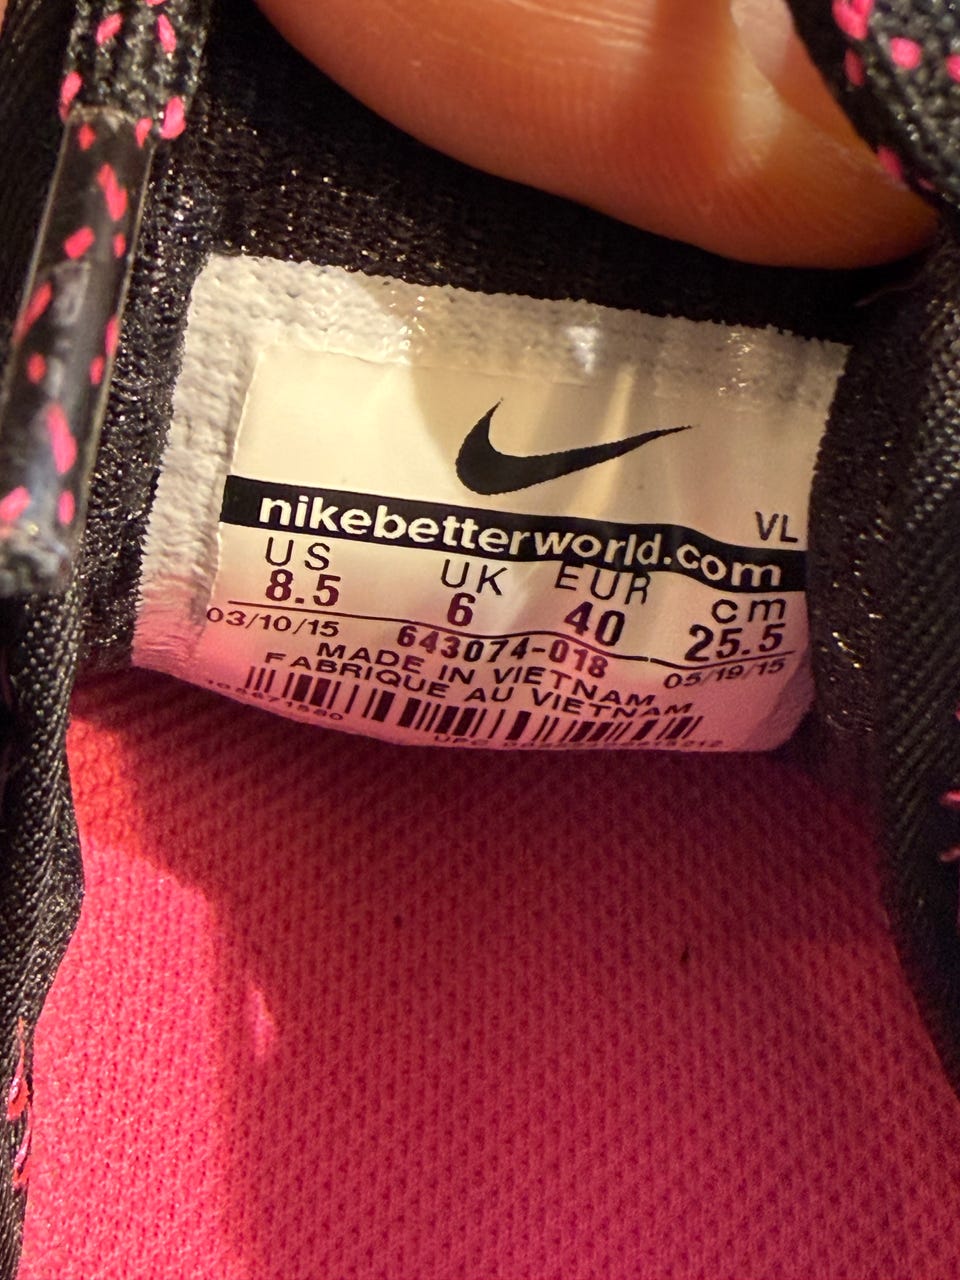 VL
nikebetterworld.com
US UK EUR cm
8.5 6 40 25.5
03/10/15 643074-018 05/19/15
MADE IN VIETNAM
FABRIQUE AU VIETNAM
UPC